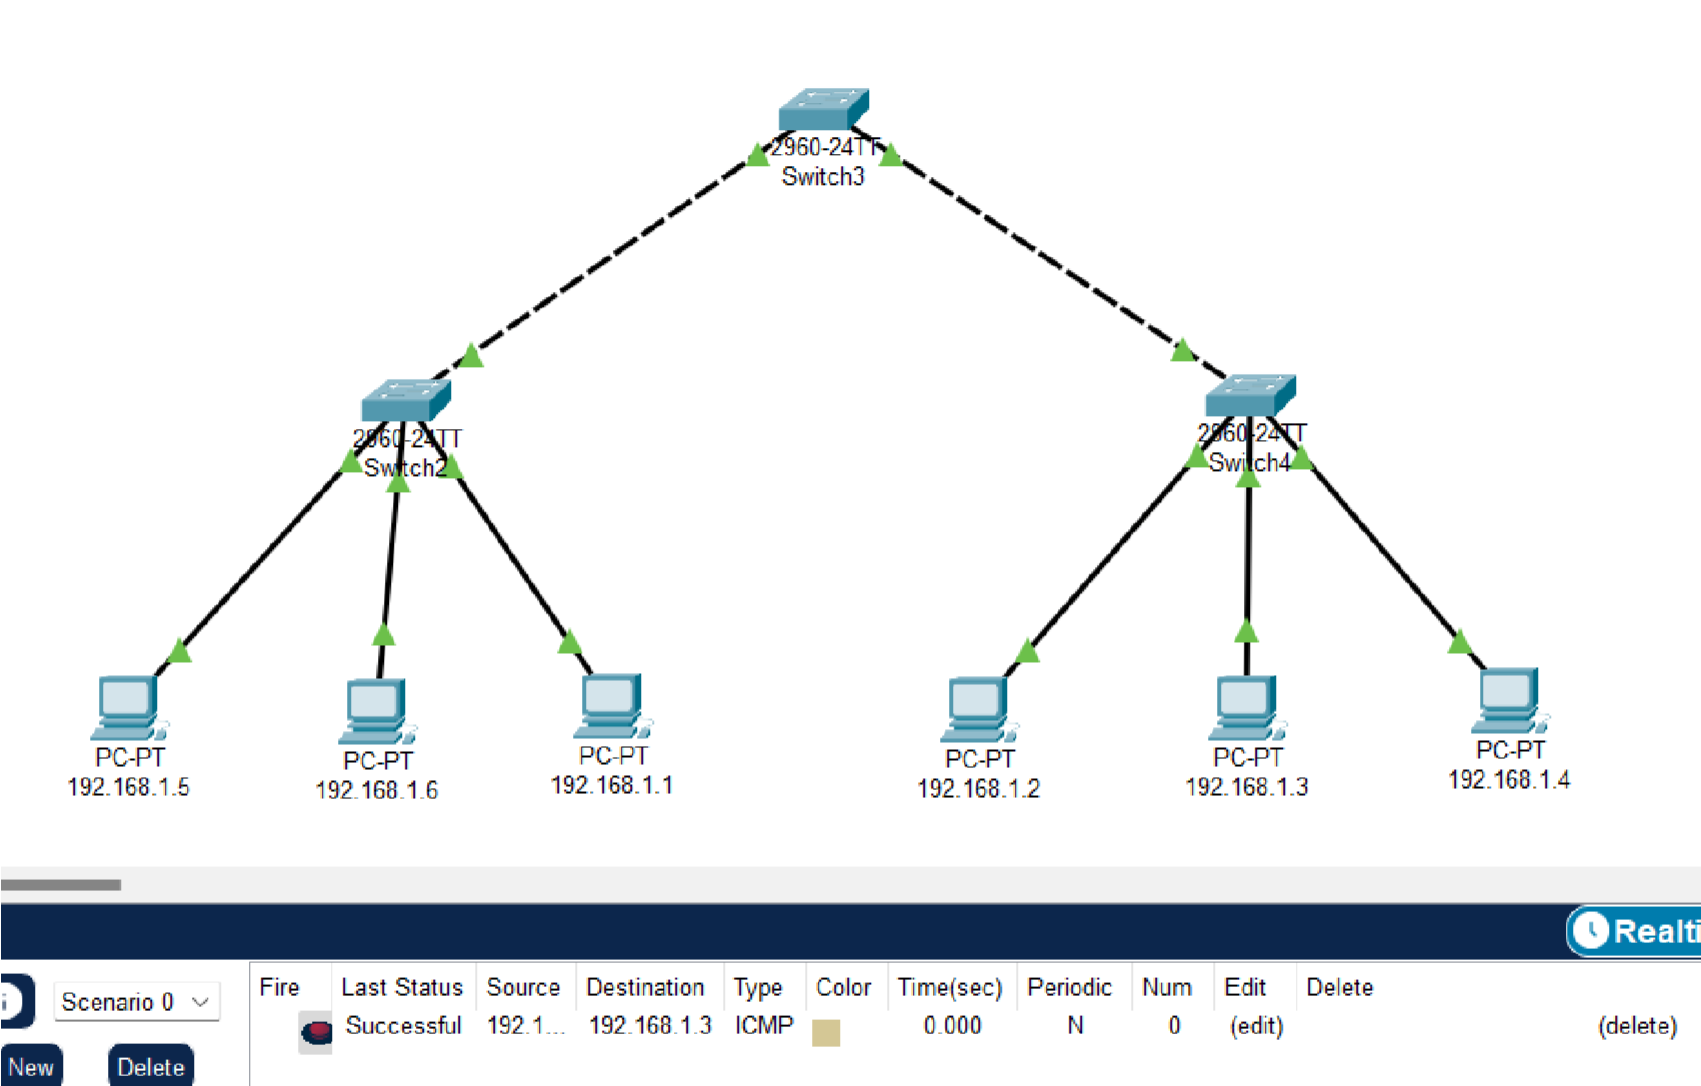 2960-24TT
Switch3
2960-24TT
Switch2
2960-24TT
Switch4
PC-PT
192.168.1.5
PC-PT
192.168.1.6
PC-PT
192.168.1.1
PC-PT
192.168.1.2
PC-PT
192.168.1.3
PC-PT
192.168.1.4
Realti
Scenario 0
New
Delete
Fire Last Status Source Destination Type Color Time(sec) Periodic Num Edit Delete
Successful 192.1... 192.168.1.3 ICMP 0.000 N 0 (edit) (delete)